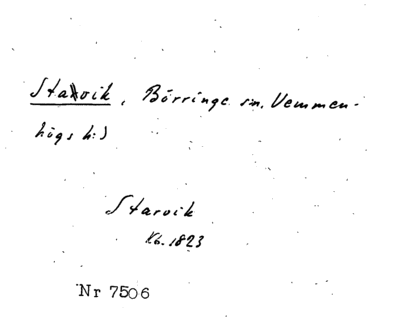 Starvik, Börringe sn, Vemmen-
högs h:d
Starvik
Kb. 1823
Nr 7506